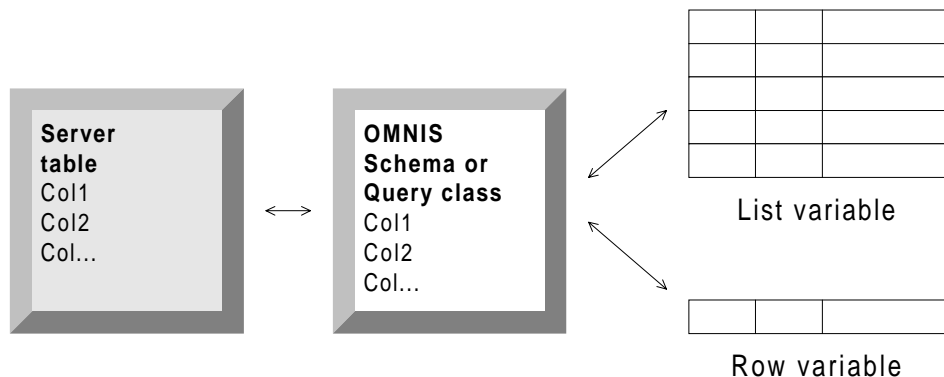 Server
table
Col1
Col2
Col...
OMNIS
Schema or
Query class
Col1
Col2
Col...
List variable
Row variable